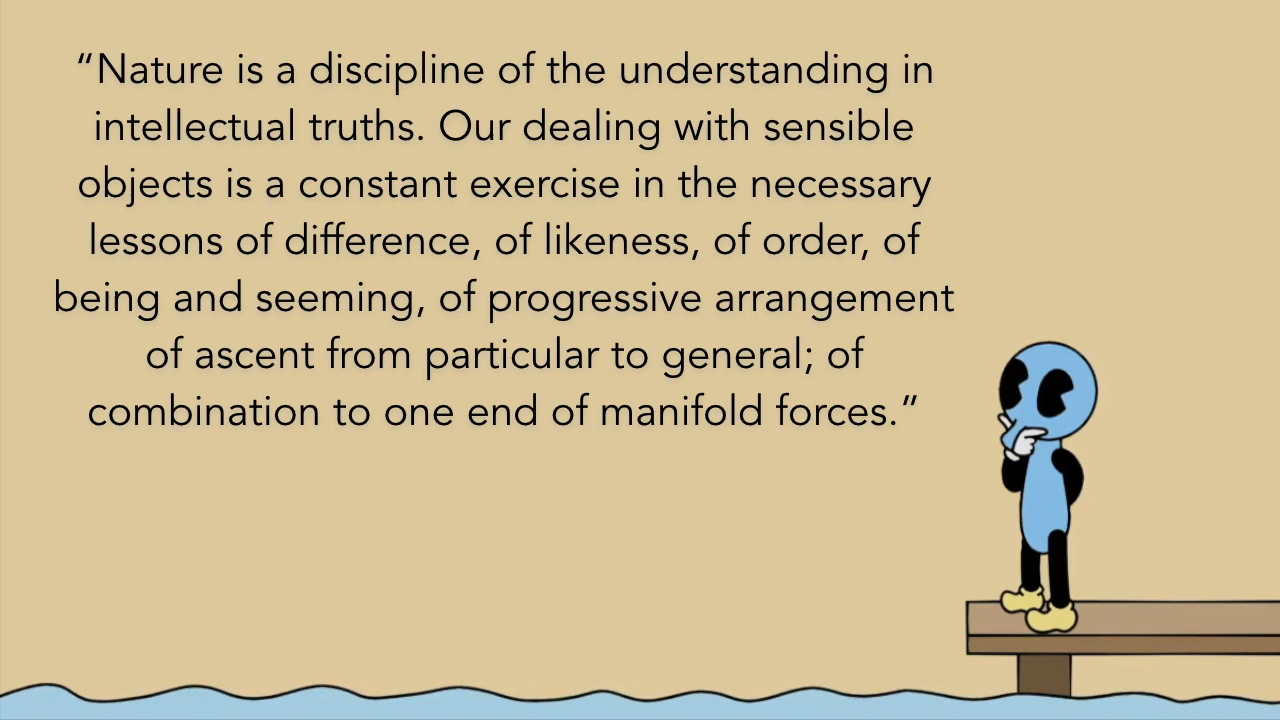 “Nature is a discipline of the understanding in
intellectual truths. Our dealing with sensible
objects is a constant exercise in the necessary
lessons of difference, of likeness, of order, of
being and seeming, of progressive arrangement
of ascent from particular to general; of
combination to one end of manifold forces.”